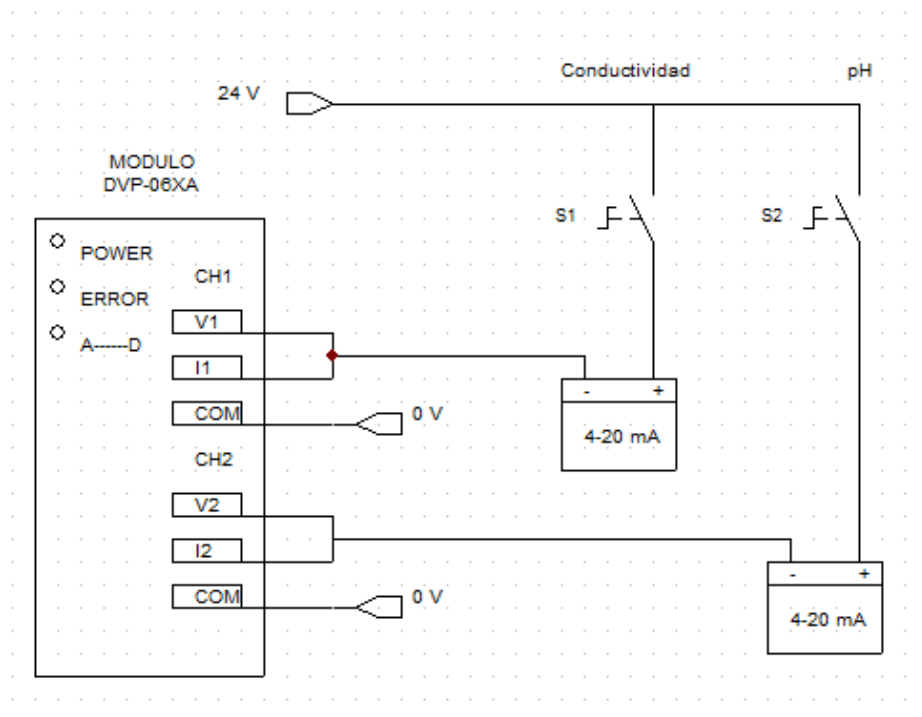 Conductividad
pH
24 V
MODULO
DVP-06XA
S1
S2
POWER
CH1
ERROR
V1
A------D
I1
- +
COM
0 V
4-20 mA
CH2
V2
I2
- +
COM
0 V
4-20 mA